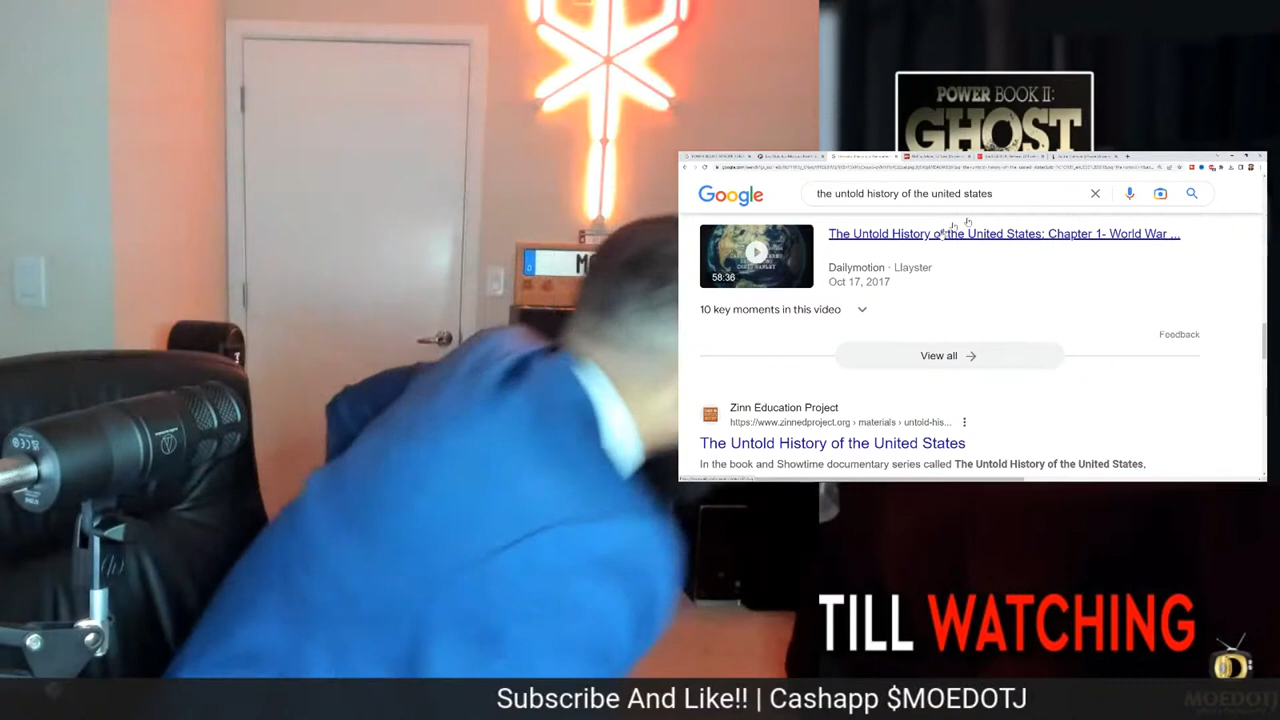 POWER BOOK II:
GHOST
M
Google
the untold history of the united states
The Untold History of the United States: Chapter 1- World War ...
58:36
Dailymotion · Llayster
Oct 17, 2017
10 key moments in this video
Feedback
View all
Zinn Education Project
https://www.zinnedproject.org › materials › untold-his...
The Untold History of the United States
In the book and Showtime documentary series called The Untold History of the United States,
TILL WATCHING
MOEDOTJ
Subscribe And Like!! | Cashapp $MOEDOTJ